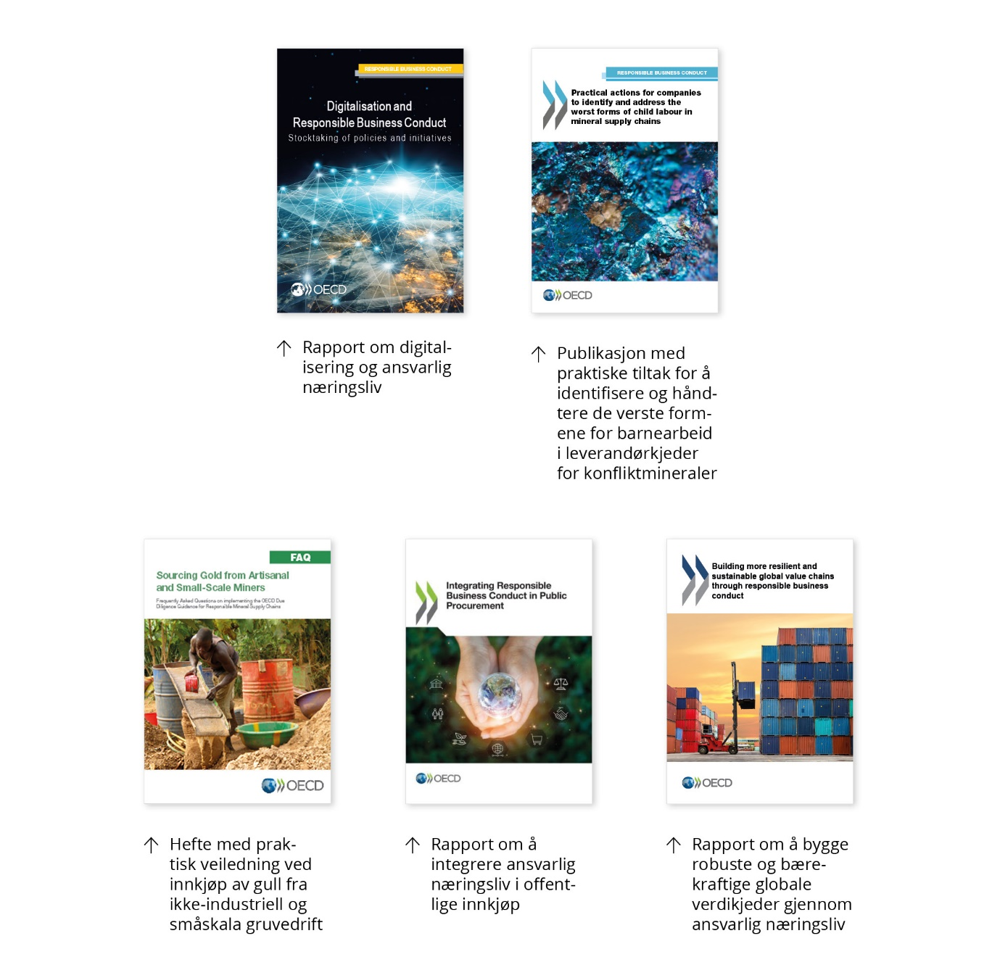 RESPONSIBLE BUSINESS CONDUCT
Digitalisation and
Responsible Business Conduct
Stocktaking of policies and initiatives
OECD
↑ Rapport om digital-
isering og ansvarlig
næringsliv
RESPONSIBLE BUSINESS CONDUCT
Practical actions for companies
to identify and address the
worst forms of child labour in
mineral supply chains
OECD
↑ Publikasjon med
praktiske tiltak for å
identifisere og hånd-
tere de verste form-
ene for barnearbeid
i leverandørkjeder
for konfliktmineraler
FAQ
Sourcing Gold from Artisanal
and Small-Scale Miners
Frequently Asked Questions on implementing the OECD Due
Diligence Guidance for Responsible Mineral Supply Chains
OECD
↑ Hefte med prak-
tisk veiledning ved
innkjøp av gull fra
ikke-industriell og
småskala gruvedrift
Integrating Responsible
Business Conduct in Public
Procurement
OECD
↑ Rapport om å
integrere ansvarlig
næringsliv i offent-
lige innkjøp
Building more resilient and
sustainable global value chains
through responsible business
conduct
OECD
↑ Rapport om å bygge
robuste og bære-
kraftige globale
verdikjeder gjennom
ansvarlig næringsliv